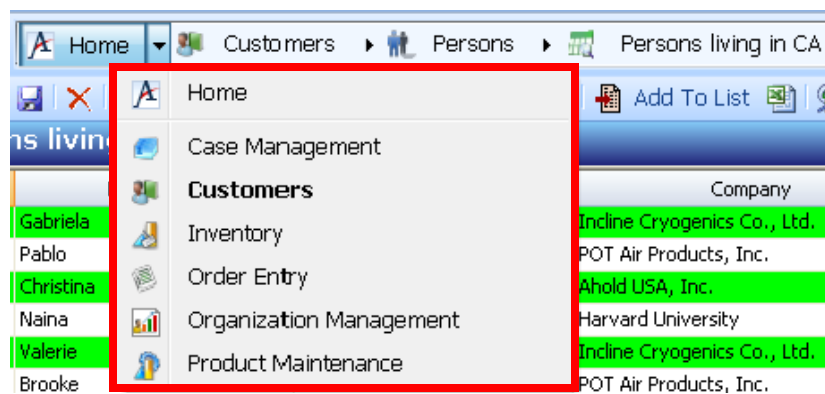 Home Customers Persons Persons living in CA
Home Add To List
ns living
Case Management
Company
Customers
Gabriela Incline Cryogenics Co., Ltd.
Inventory
Pablo POT Air Products, Inc.
Order Entry
Christina Ahold USA, Inc.
Naina Organization Management Harvard University
Valerie Incline Cryogenics Co., Ltd.
Product Maintenance
Brooke POT Air Products, Inc.